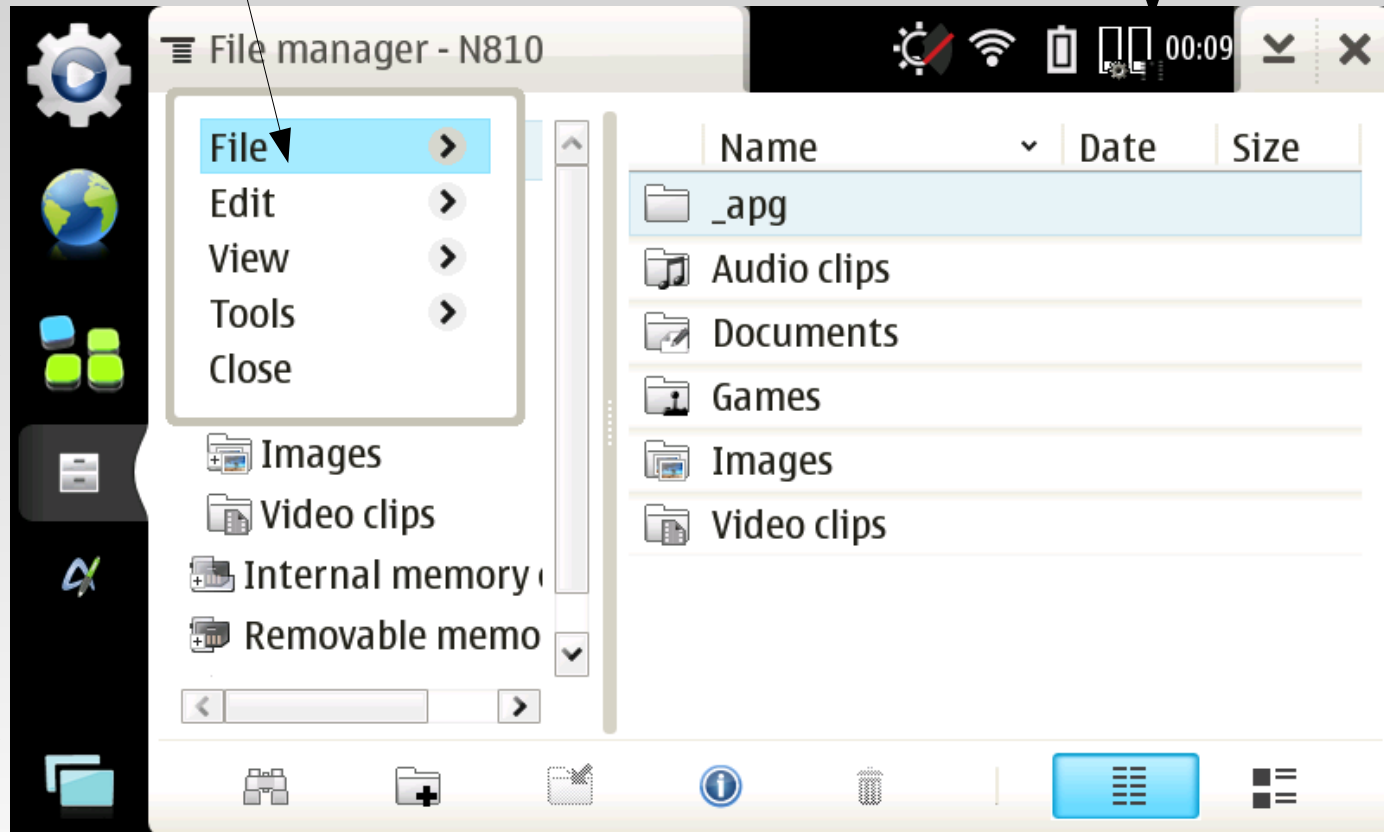 File manager - N810
00:09
File
Edit
View
Tools
Close
Images
Video clips
Internal memory
Removable memo
Name Date Size
_apg
Audio clips
Documents
Games
Images
Video clips